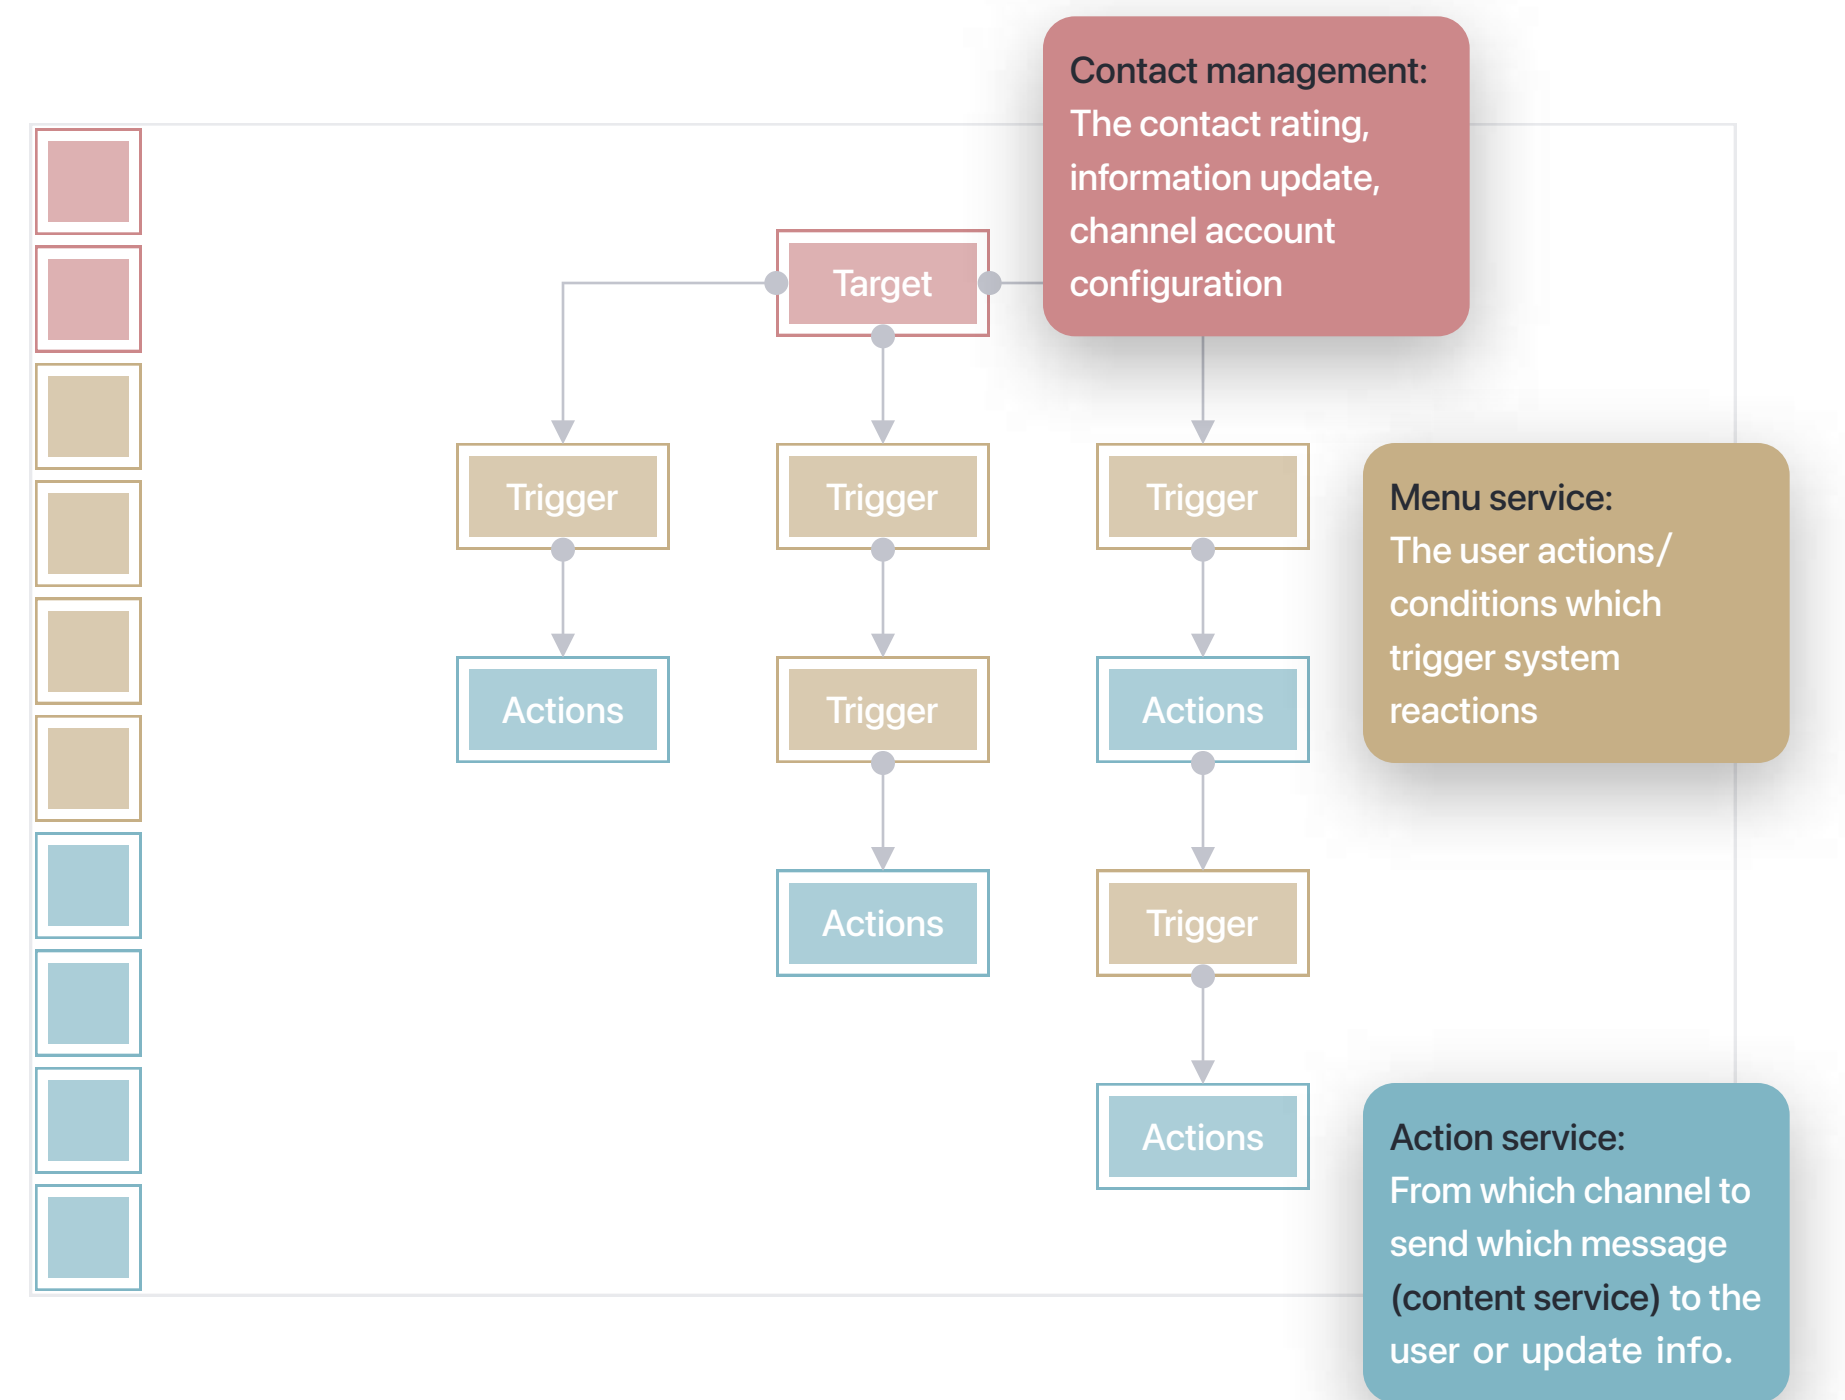 Contact management:
The contact rating,
information update,
channel account
configuration
Target
Trigger
Trigger
Trigger
Menu service:
The user actions/
conditions which
trigger system
reactions
Actions
Trigger
Actions
Actions
Trigger
Actions
Action service:
From which channel to
send which message
(content service) to the
user or update info.